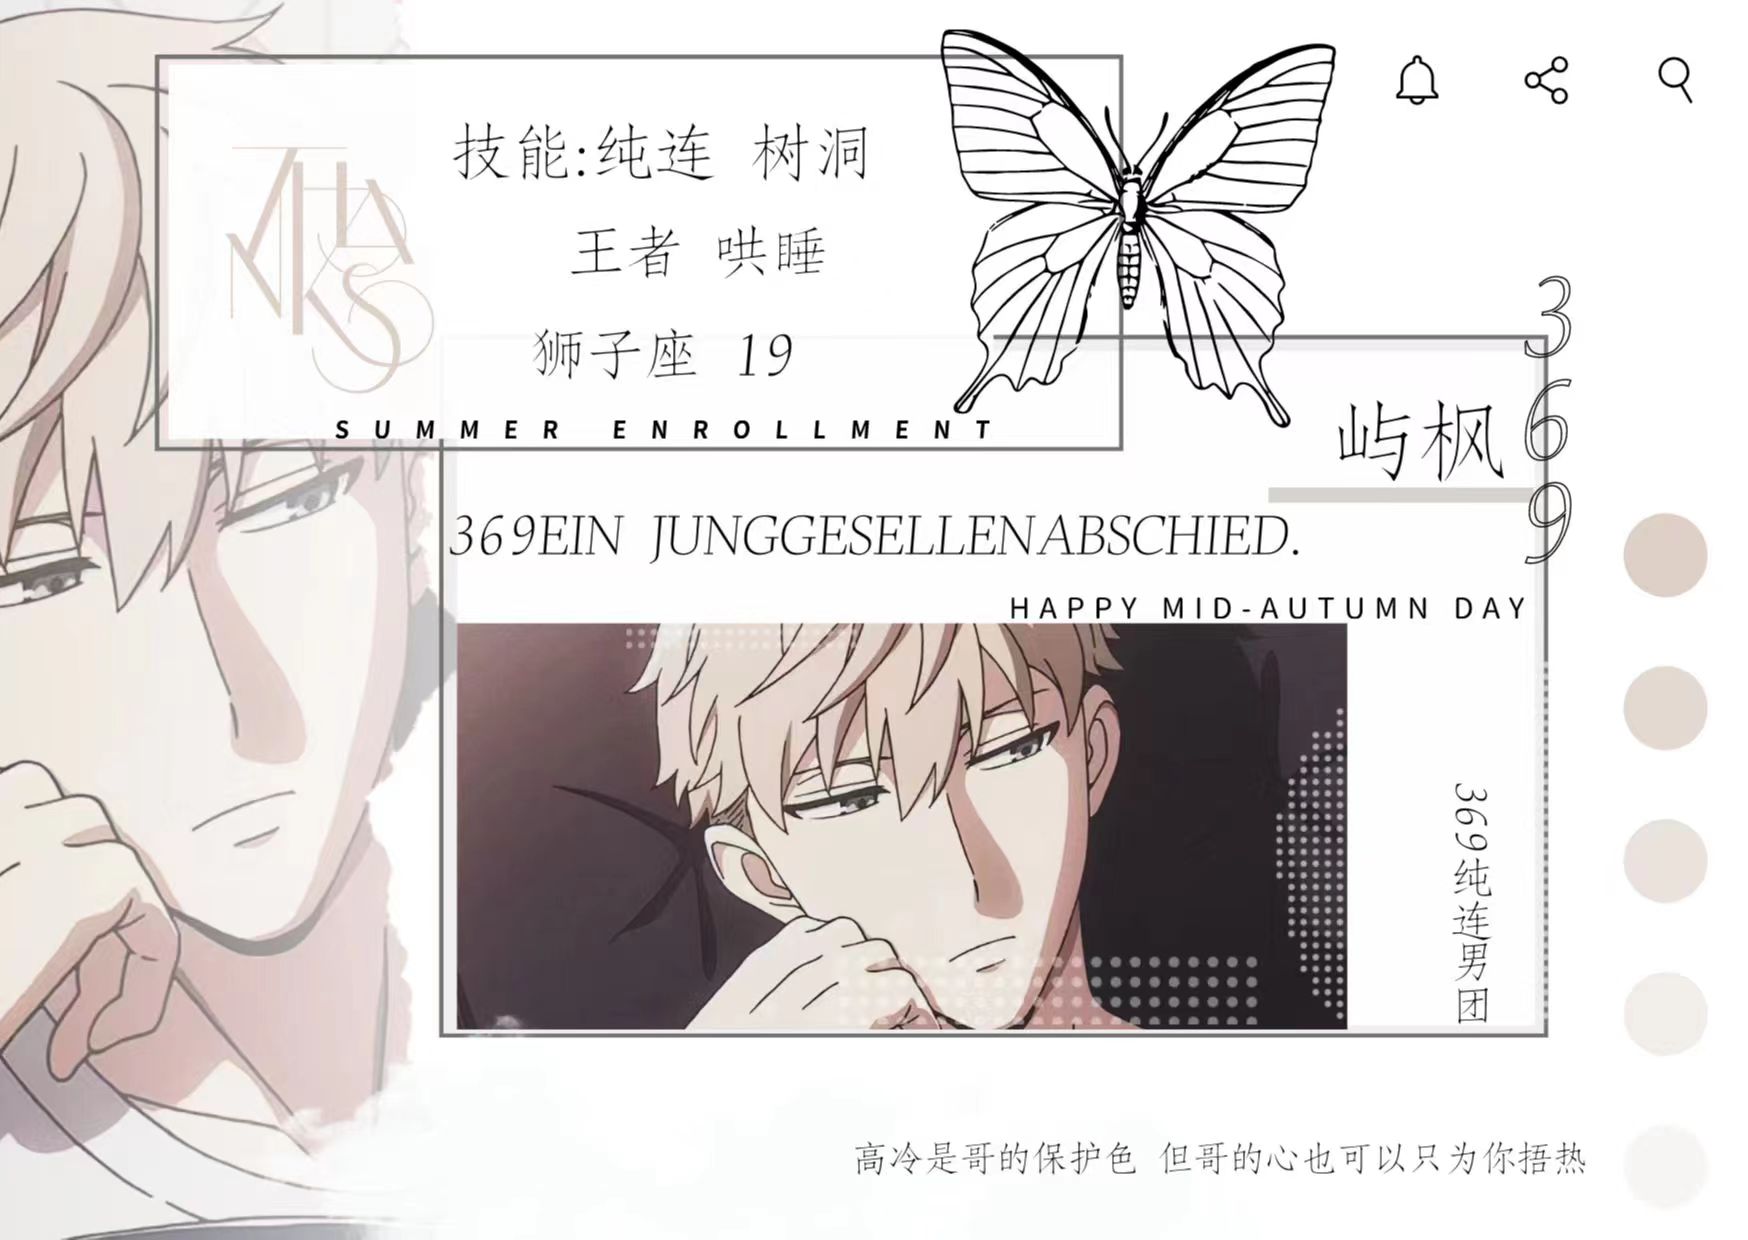 THANKS
技能:纯连 树洞
王者 哄睡
狮子座 19
SUMMER ENROLLMENT
369
屿枫
369EIN JUNGGESELLENABSCHIED.
HAPPY MID-AUTUMN DAY
369纯连男团
高冷是哥的保护色 但哥的心也可以只为你捂热